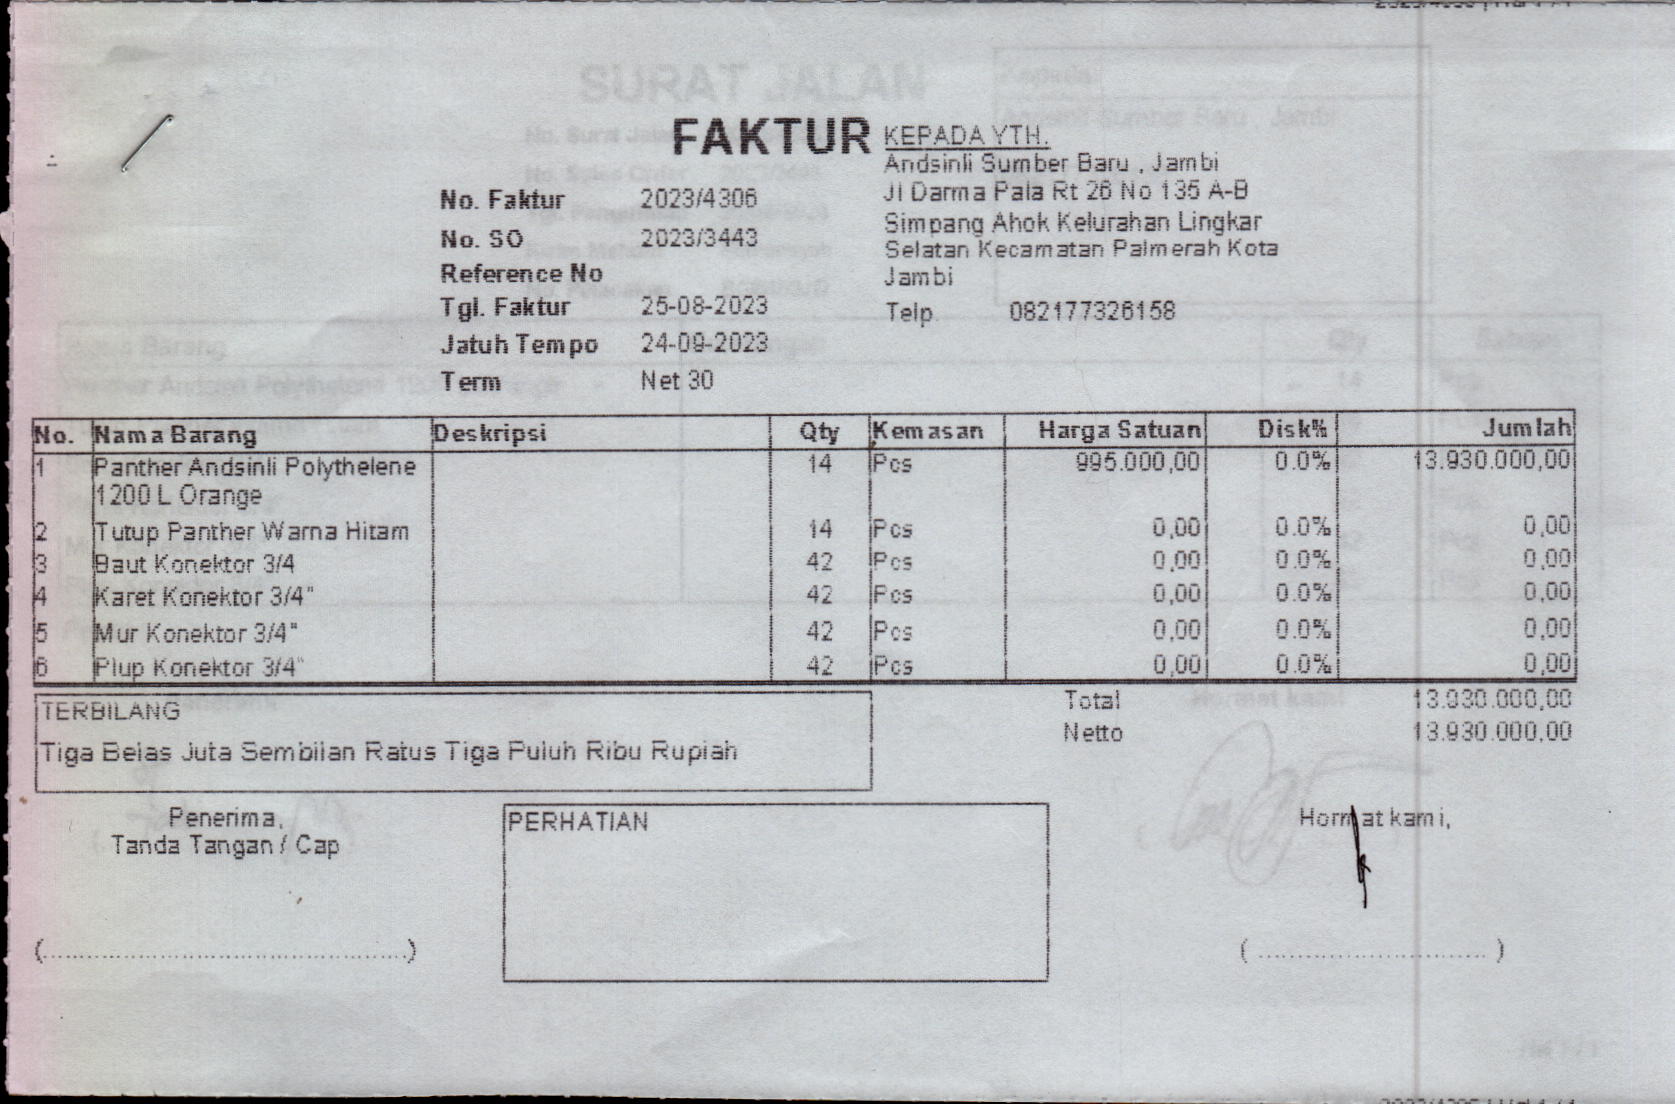 FAKTUR
KEPADA YTH.
Andsinli Sumber Baru , Jambi
Jl Darma Pala Rt 26 No 135 A-B
Simpang Ahok Kelurahan Lingkar
Selatan Kecamatan Palmerah Kota
Jambi
Telp 082177326158
No. Faktur 2023/4306
No. SO 2023/3443
Reference No
Tgl. Faktur 25-08-2023
Jatuh Tempo 24-09-2023
Term Net 30
No. Nama Barang Deskripsi Qty Kemasan Harga Satuan Disk% Jumlah
1 Panther Andsinli Polythelene 14 Pcs 995.000,00 0.0% 13.930.000,00
1200 L Orange
2 Tutup Panther Warna Hitam 14 Pcs 0,00 0.0% 0,00
3 Baut Konektor 3/4 42 Pcs 0,00 0.0% 0,00
4 Karet Konektor 3/4" 42 Pcs 0,00 0.0% 0,00
5 Mur Konektor 3/4" 42 Pcs 0,00 0.0% 0,00
6 Plup Konektor 3/4" 42 Pcs 0,00 0.0% 0,00
Total 13.930.000,00
Netto 13.930.000,00
TERBILANG
Tiga Belas Juta Sembilan Ratus Tiga Puluh Ribu Rupiah
Penerima,
Tanda Tangan / Cap
(..............................................)
PERHATIAN
Hormat kami,
( ............................. )
SURAT JALAN